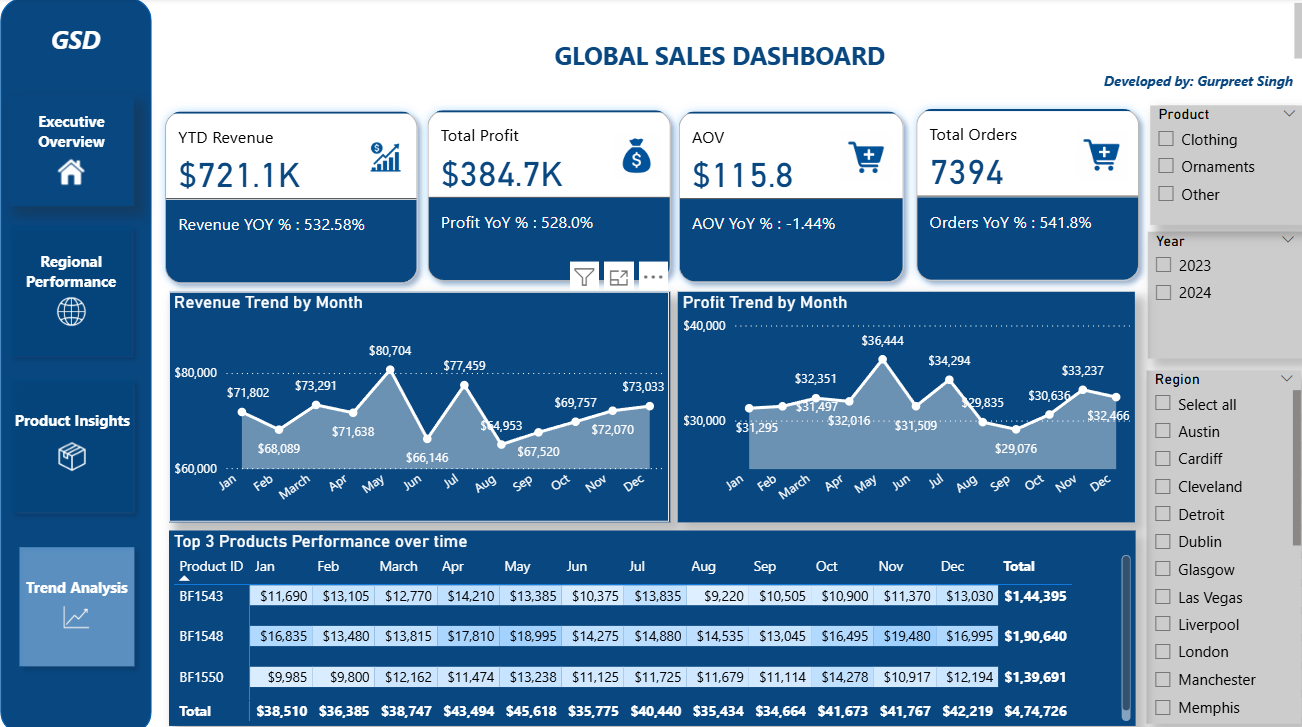 GSD
GLOBAL SALES DASHBOARD
Developed by: Gurpreet Singh
Executive
Overview
Regional
Performance
Product Insights
Trend Analysis
YTD Revenue
$721.1K
Revenue YOY % : 532.58%
Total Profit
$384.7K
Profit YoY % : 528.0%
AOV
$115.8
AOV YoY % : -1.44%
Total Orders
7394
Orders YoY % : 541.8%
Product
Clothing
Ornaments
Other
Year
2023
2024
Region
Select all
Austin
Cardiff
Cleveland
Detroit
Dublin
Glasgow
Las Vegas
Liverpool
London
Manchester
Memphis
Revenue Trend by Month
$80,000
$60,000
$71,802
$68,089
$73,291
$71,638
$80,704
$66,146
$77,459
$64,953
$67,520
$69,757
$72,070
$73,033
Jan Feb March Apr May Jun Jul Aug Sep Oct Nov Dec
Profit Trend by Month
$40,000
$30,000
$31,295
$31,497
$32,351
$32,016
$36,444
$31,509
$34,294
$29,835
$29,076
$30,636
$33,237
$32,466
Jan Feb March Apr May Jun Jul Aug Sep Oct Nov Dec
Top 3 Products Performance over time
Product ID Jan Feb March Apr May Jun Jul Aug Sep Oct Nov Dec Total
BF1543 $11,690 $13,105 $12,770 $14,210 $13,385 $10,375 $13,835 $9,220 $10,505 $10,900 $11,370 $13,030 $1,44,395
BF1548 $16,835 $13,480 $13,815 $17,810 $18,995 $14,275 $14,880 $14,535 $13,045 $16,495 $19,480 $16,995 $1,90,640
BF1550 $9,985 $9,800 $12,162 $11,474 $13,238 $11,125 $11,725 $11,679 $11,114 $14,278 $10,917 $12,194 $1,39,691
Total $38,510 $36,385 $38,747 $43,494 $45,618 $35,775 $40,440 $35,434 $34,664 $41,673 $41,767 $42,219 $4,74,726